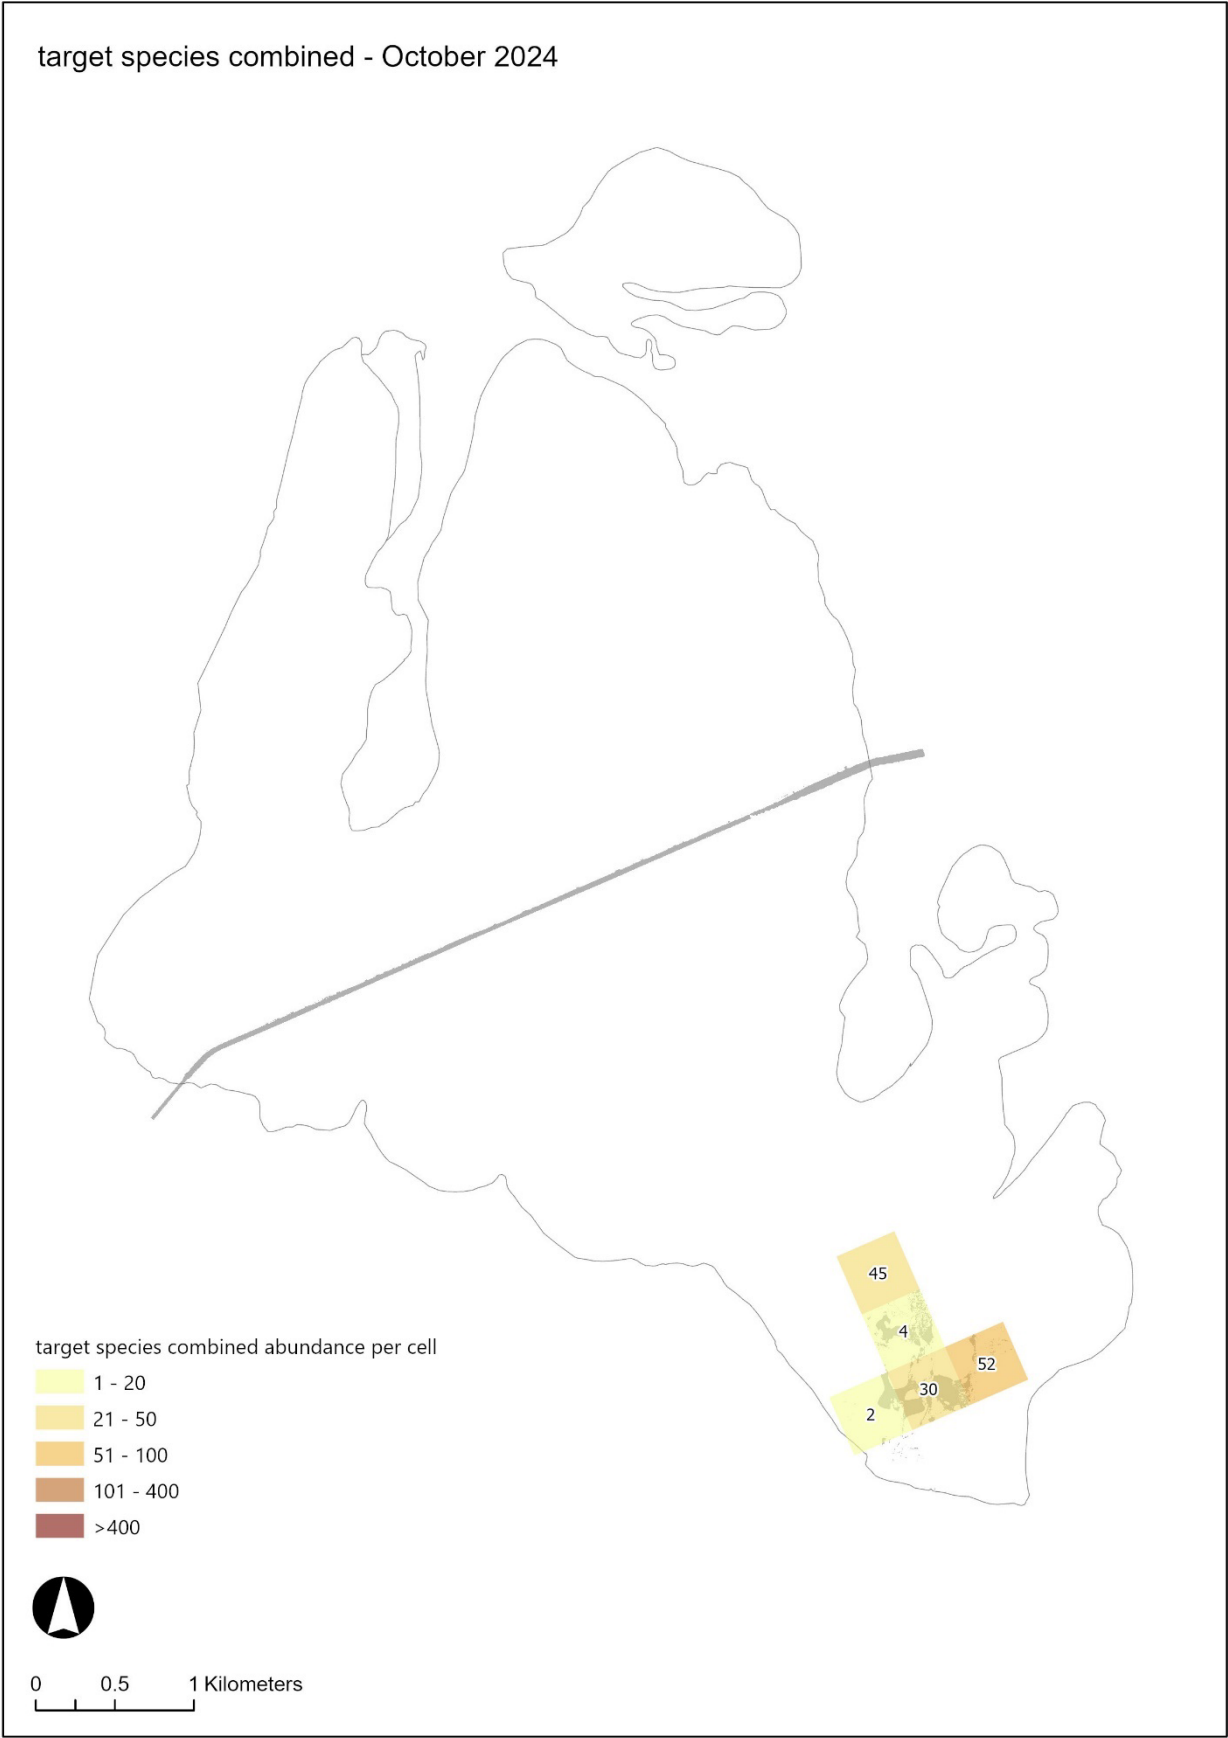 target species combined - October 2024
45
4
52
30
2
target species combined abundance per cell
1 - 20
21 - 50
51 - 100
101 - 400
>400
0 0.5 1 Kilometers